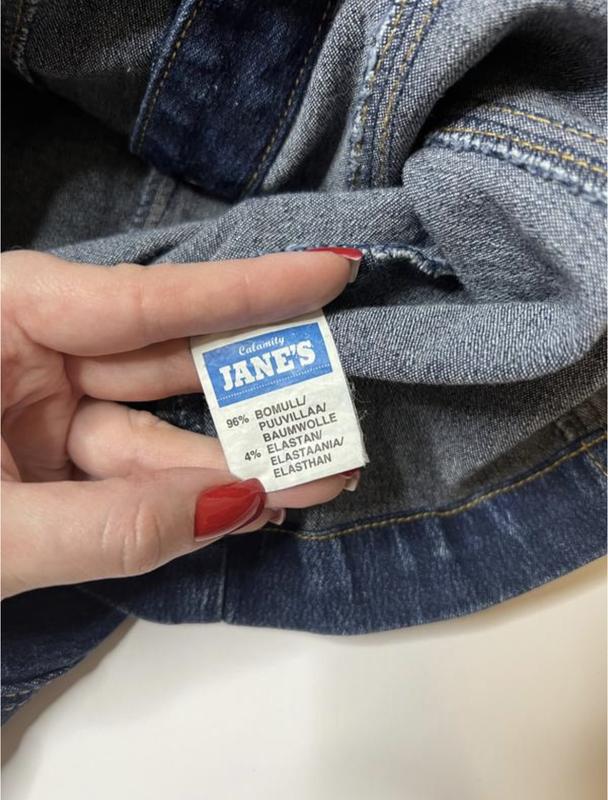 Calamity
JANE'S
96% BOMULL/
PUUVILLAA/
BAUMWOLLE
4% ELASTAN/
ELASTAANIA/
ELASTHAN